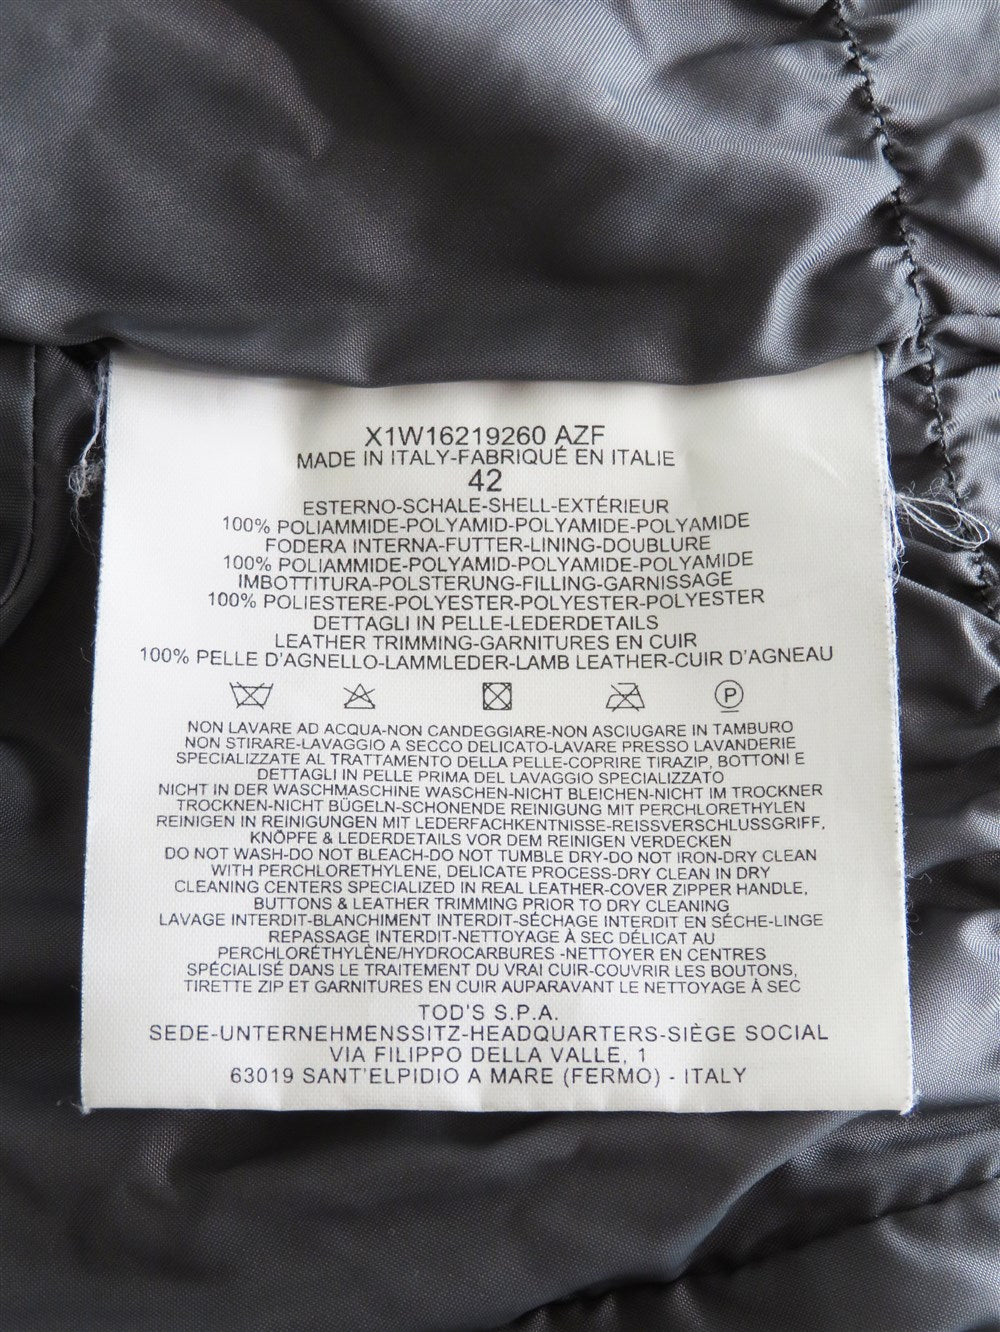 X1W16219260 AZF
MADE IN ITALY-FABRIQUÉ EN ITALIE
42
ESTERNO-SCHALE-SHELL-EXTÉRIEUR
100% POLIAMMIDE-POLYAMID-POLYAMIDE-POLYAMIDE
FODERA INTERNA-FUTTER-LINING-DOUBLURE
100% POLIAMMIDE-POLYAMID-POLYAMIDE-POLYAMIDE
IMBOTTITURA-POLSTERUNG-FILLING-GARNISSAGE
100% POLIESTERE-POLYESTER-POLYESTER-POLYESTER
DETTAGLI IN PELLE-LEDERDETAILS
LEATHER TRIMMING-GARNITURES EN CUIR
100% PELLE D'AGNELLO-LAMMLEDER-LAMB LEATHER-CUIR D'AGNEAU
P
NON LAVARE AD ACQUA-NON CANDEGGIARE-NON ASCIUGARE IN TAMBURO
NON STIRARE-LAVAGGIO A SECCO DELICATO-LAVARE PRESSO LAVANDERIE
SPECIALIZZATE AL TRATTAMENTO DELLA PELLE-COPRIRE TIRAZIP, BOTTONI E
DETTAGLI IN PELLE PRIMA DEL LAVAGGIO SPECIALIZZATO
NICHT IN DER WASCHMASCHINE WASCHEN-NICHT BLEICHEN-NICHT IM TROCKNER
TROCKNEN-NICHT BÜGELN-SCHONENDE REINIGUNG MIT PERCHLORETHYLEN
REINIGEN IN REINIGUNGEN MIT LEDERFACHKENTNISSE-REISSVERSCHLUSSGRIFF,
KNÖPFE & LEDERDETAILS VOR DEM REINIGEN VERDECKEN
DO NOT WASH-DO NOT BLEACH-DO NOT TUMBLE DRY-DO NOT IRON-DRY CLEAN
WITH PERCHLORETHYLENE, DELICATE PROCESS-DRY CLEAN IN DRY
CLEANING CENTERS SPECIALIZED IN REAL LEATHER-COVER ZIPPER HANDLE,
BUTTONS & LEATHER TRIMMING PRIOR TO DRY CLEANING
LAVAGE INTERDIT-BLANCHIMENT INTERDIT-SÉCHAGE INTERDIT EN SÉCHE-LINGE
REPASSAGE INTERDIT-NETTOYAGE À SEC DÉLICAT AU
PERCHLORÉTHYLÈNE/HYDROCARBURES -NETTOYER EN CENTRES
SPÉCIALISÉ DANS LE TRAITEMENT DU VRAI CUIR-COUVRIR LES BOUTONS,
TIRETTE ZIP ET GARNITURES EN CUIR AUPARAVANT LE NETTOYAGE À SEC
TOD'S S.P.A.
SEDE-UNTERNEHMENSSITZ-HEADQUARTERS-SIÈGE SOCIAL
VIA FILIPPO DELLA VALLE, 1
63019 SANT'ELPIDIO A MARE (FERMO) - ITALY